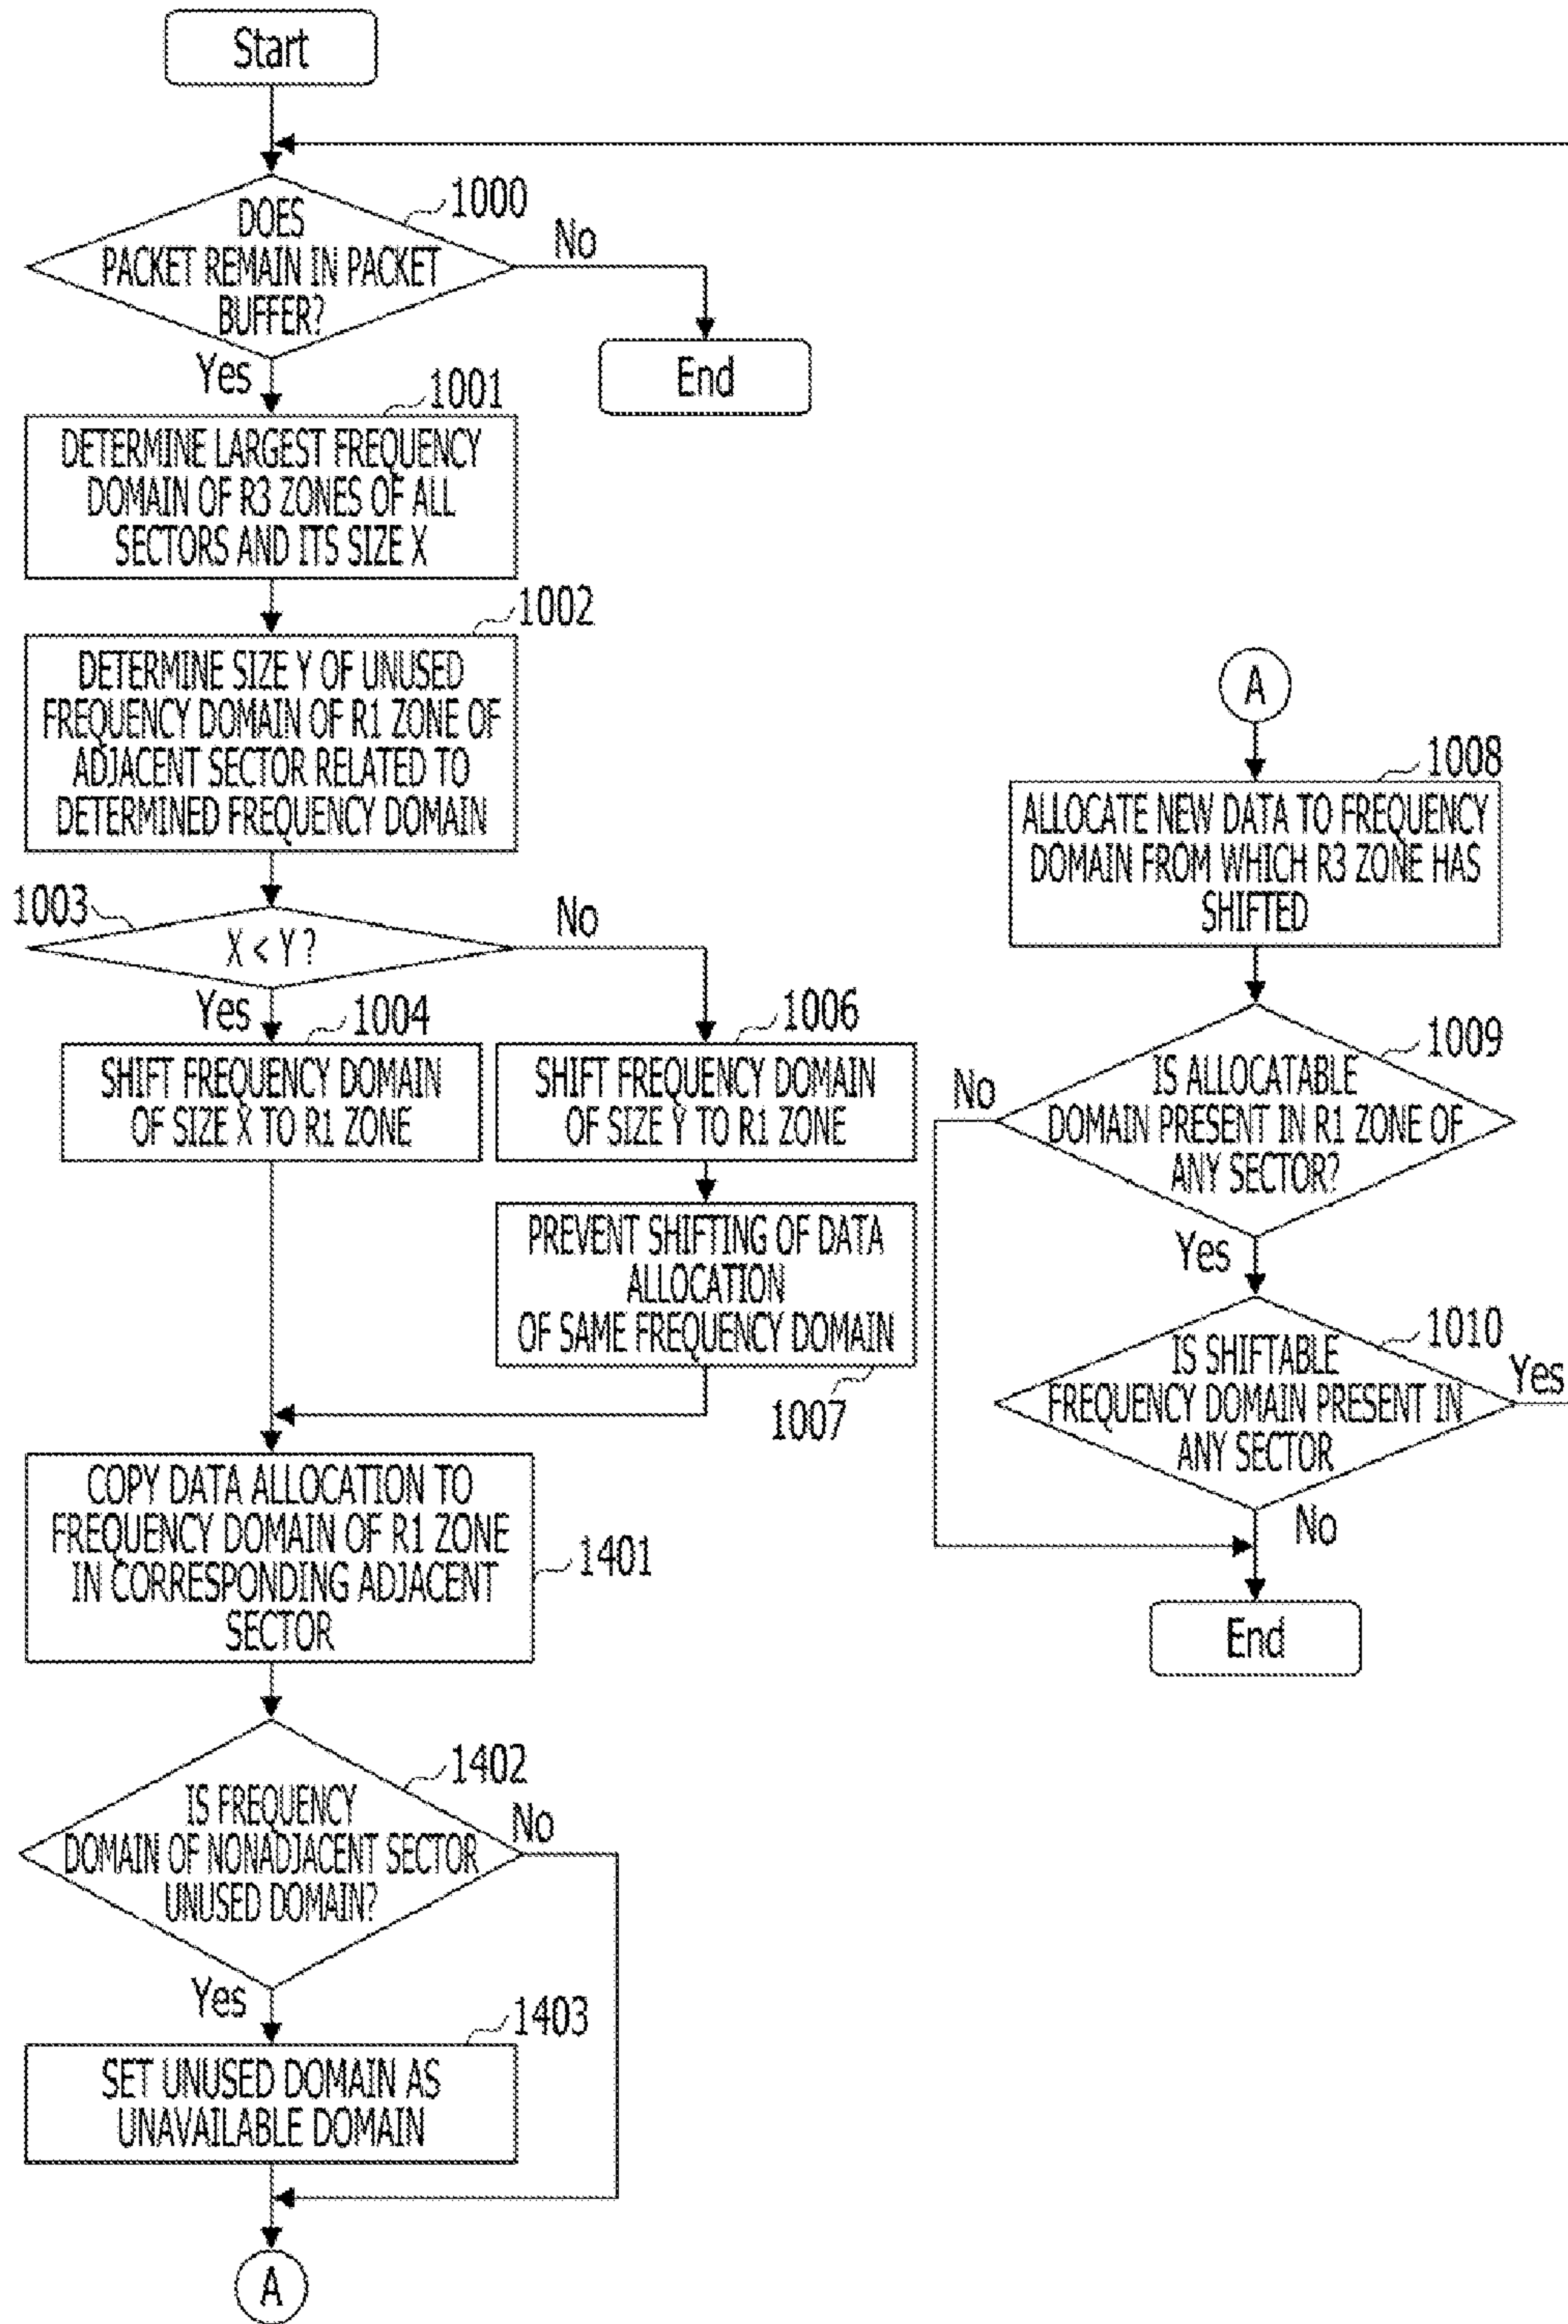 Start
1000
DOES
PACKET REMAIN IN PACKET
BUFFER?
No
End
Yes
1001
DETERMINE LARGEST FREQUENCY
DOMAIN OF R3 ZONES OF ALL
SECTORS AND ITS SIZE X
1002
DETERMINE SIZE Y OF UNUSED
FREQUENCY DOMAIN OF R1 ZONE OF
ADJACENT SECTOR RELATED TO
DETERMINED FREQUENCY DOMAIN
1003
X < Y ?
No
Yes
1004
SHIFT FREQUENCY DOMAIN
OF SIZE X TO R1 ZONE
1006
SHIFT FREQUENCY DOMAIN
OF SIZE Y TO R1 ZONE
PREVENT SHIFTING OF DATA
ALLOCATION
OF SAME FREQUENCY DOMAIN
1007
COPY DATA ALLOCATION TO
FREQUENCY DOMAIN OF R1 ZONE
IN CORRESPONDING ADJACENT
SECTOR
1401
1402
IS FREQUENCY
DOMAIN OF NONADJACENT SECTOR
UNUSED DOMAIN?
No
Yes
1403
SET UNUSED DOMAIN AS
UNAVAILABLE DOMAIN
A
A
1008
ALLOCATE NEW DATA TO FREQUENCY
DOMAIN FROM WHICH R3 ZONE HAS
SHIFTED
1009
IS ALLOCATABLE
DOMAIN PRESENT IN R1 ZONE OF
ANY SECTOR?
No
Yes
1010
IS SHIFTABLE
FREQUENCY DOMAIN PRESENT IN
ANY SECTOR
Yes
No
End